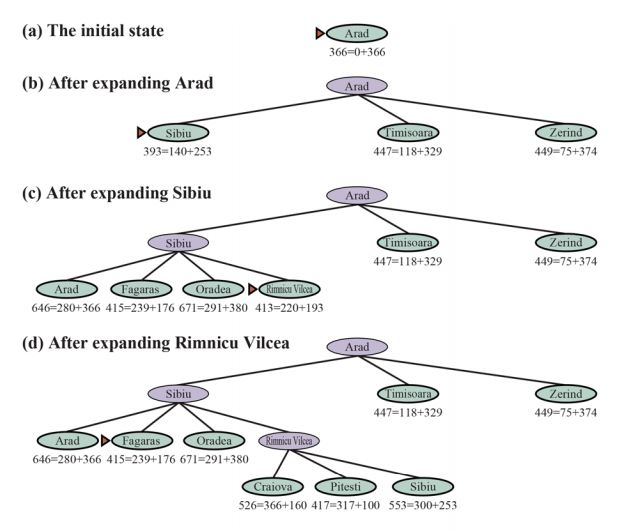 (a) The initial state
Arad
366=0+366
(b) After expanding Arad
Arad
Sibiu Timisoara Zerind
393=140+253 447=118+329 449=75+374
(c) After expanding Sibiu
Arad
Sibiu Timisoara Zerind
447=118+329 449=75+374
Arad Fagaras Oradea Rimnicu Vilcea
646=280+366 415=239+176 671=291+380 413=220+193
(d) After expanding Rimnicu Vilcea
Arad
Sibiu Timisoara Zerind
447=118+329 449=75+374
Arad Fagaras Oradea Rimnicu Vilcea
646=280+366 415=239+176 671=291+380
Craiova Pitesti Sibiu
526=366+160 417=317+100 553=300+253